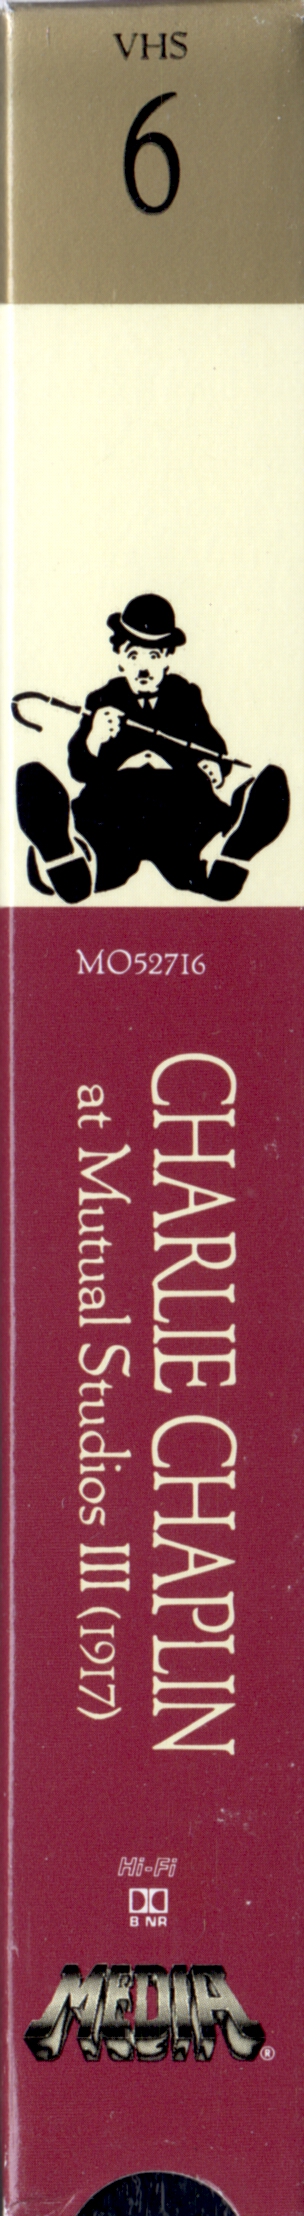 VHS
6
MO52716
CHARLIE CHAPLIN
at Mutual Studios III (1917)
Hi-Fi
B NR
MEDIA®